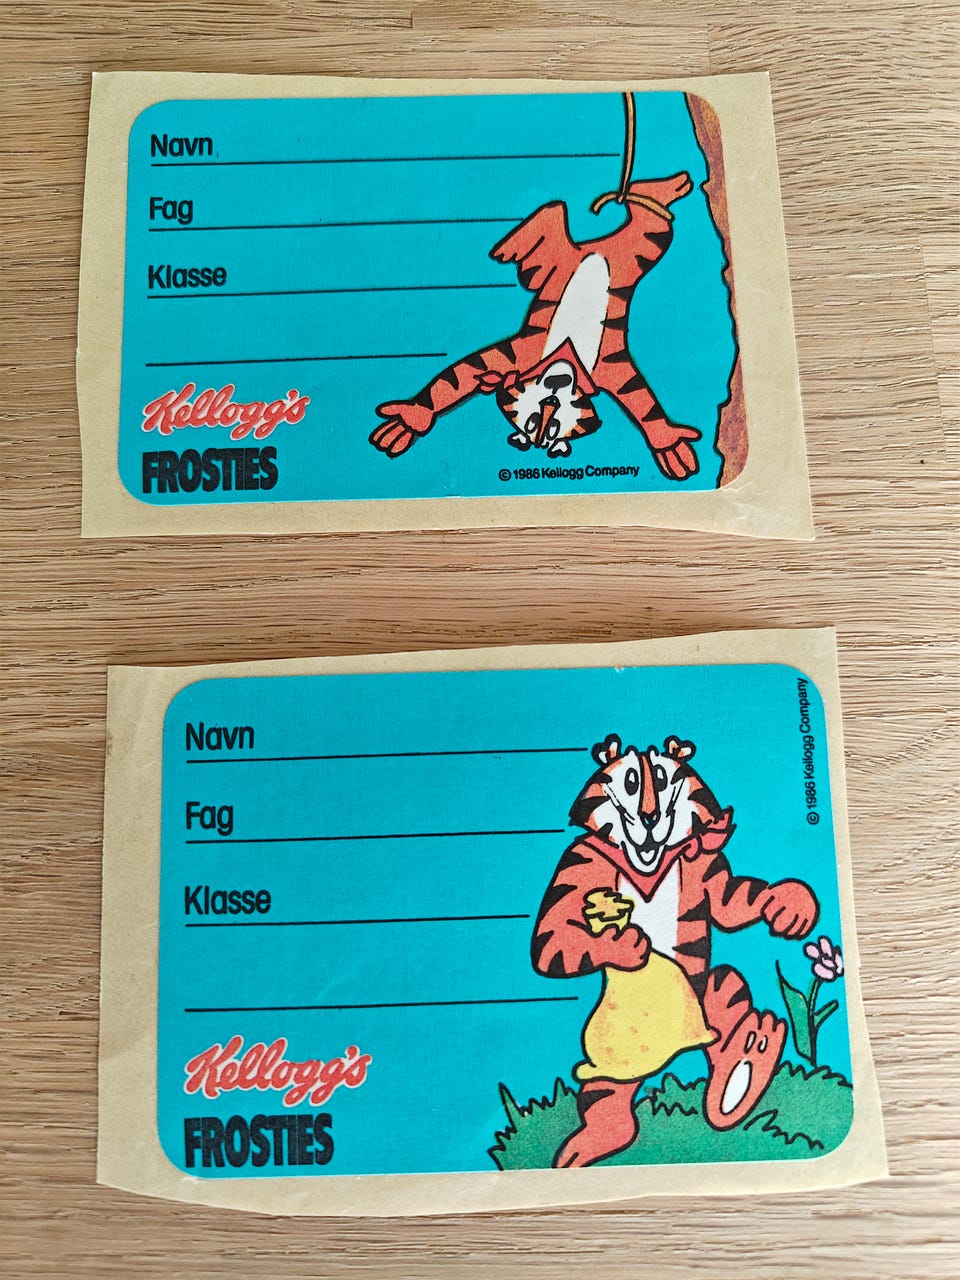 Navn
Fag
Klasse
Kellogg's
FROSTIES
© 1986 Kellogg Company
Navn
Fag
Klasse
Kellogg's
FROSTIES
© 1986 Kellogg Company